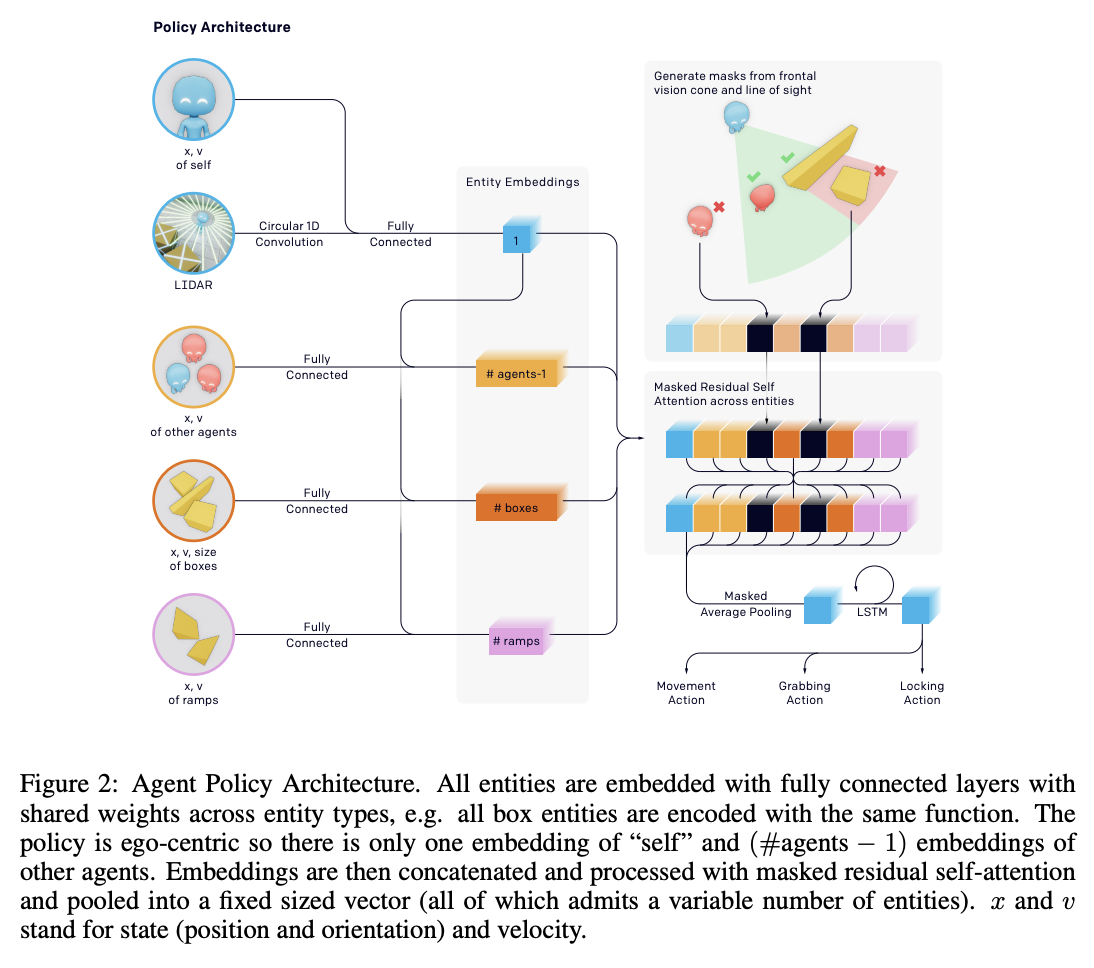 Policy Architecture
x, v
of self
Circular 1D
Convolution
Fully
Connected
LIDAR
Fully
Connected
x, v
of other agents
Fully
Connected
x, v, size
of boxes
Fully
Connected
x, v
of ramps
Entity Embeddings
1
# agents-1
# boxes
# ramps
Generate masks from frontal
vision cone and line of sight
Masked Residual Self
Attention across entities
Masked
Average Pooling
LSTM
Movement
Action
Grabbing
Action
Locking
Action
Figure 2: Agent Policy Architecture. All entities are embedded with fully connected layers with
shared weights across entity types, e.g. all box entities are encoded with the same function. The
policy is ego-centric so there is only one embedding of “self” and (#agents − 1) embeddings of
other agents. Embeddings are then concatenated and processed with masked residual self-attention
and pooled into a fixed sized vector (all of which admits a variable number of entities). x and v
stand for state (position and orientation) and velocity.